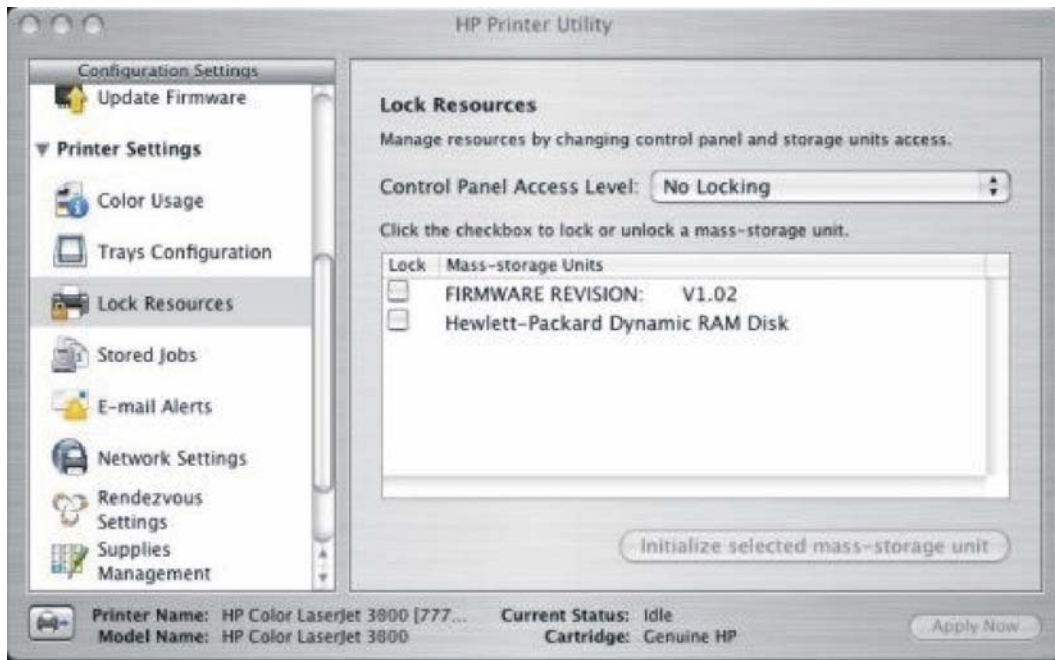 HP Printer Utility
Configuration Settings
Update Firmware
Printer Settings
Color Usage
Trays Configuration
Lock Resources
Stored Jobs
E-mail Alerts
Network Settings
Rendezvous
Settings
Supplies
Management
Lock Resources
Manage resources by changing control panel and storage units access.
Control Panel Access Level: No Locking
Click the checkbox to lock or unlock a mass-storage unit.
Lock Mass-storage Units
FIRMWARE REVISION: V1.02
Hewlett-Packard Dynamic RAM Disk
Initialize selected mass-storage unit
Printer Name: HP Color LaserJet 3800 [777... Current Status: Idle
Model Name: HP Color LaserJet 3800 Cartridge: Genuine HP
Apply Now